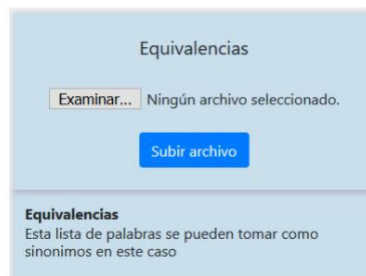 Equivalencias
Examinar... Ningún archivo seleccionado.
Subir archivo
Equivalencias
Esta lista de palabras se pueden tomar como
sinonimos en este caso